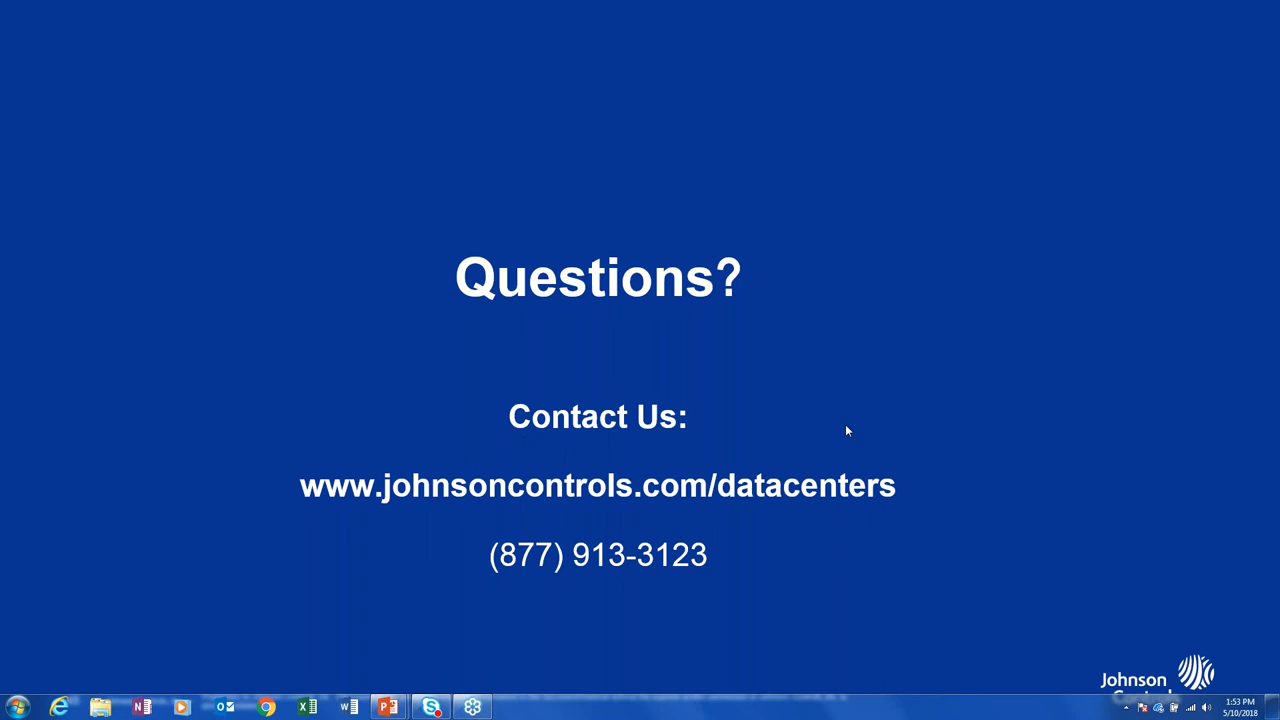 Questions?
Contact Us:
www.johnsoncontrols.com/datacenters
(877) 913-3123
Johnson
1:53 PM
5/10/2018